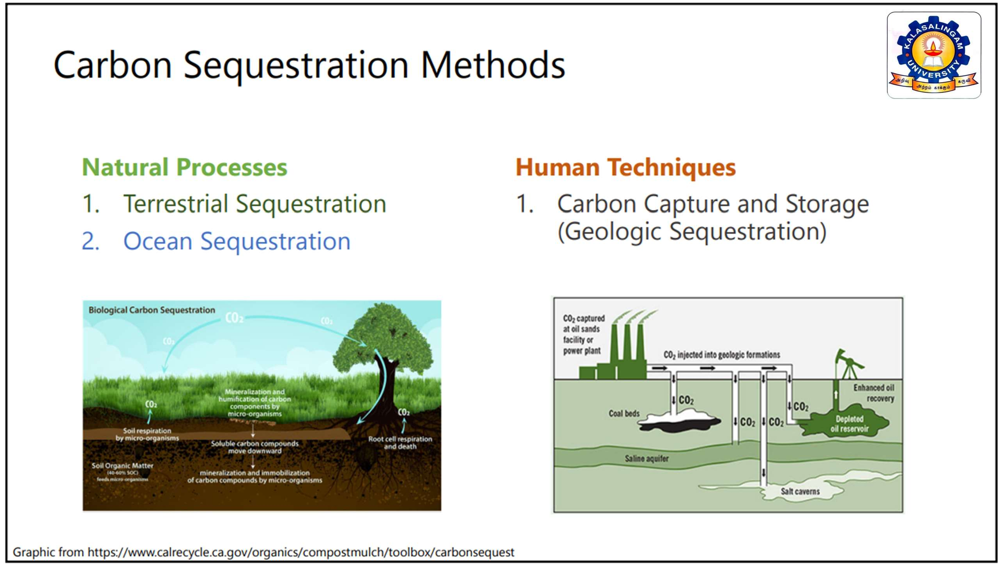 Carbon Sequestration Methods
KALASALINGAM
UNIVERSITY
அறிவு
அற்றம் காக்கும்
கருவி
Natural Processes
1. Terrestrial Sequestration
2. Ocean Sequestration
Human Techniques
1. Carbon Capture and Storage
(Geologic Sequestration)
Biological Carbon Sequestration
CO₂
CO₂
CO₂
CO₂
Soil respiration
by micro-organisms
Soil Organic Matter
(40-60% SOC)
feeds micro-organisms
Mineralization and
humification of carbon
components by
micro-organisms
Soluble carbon compounds
move downward
mineralization and immobilization
of carbon compounds by micro-organisms
CO₂
Root cell respiration
and death
CO₂ captured
at oil sands
facility or
power plant
CO₂ injected into geologic formations
Coal beds
CO₂
CO₂
CO₂
CO₂
Enhanced oil
recovery
Depleted
oil reservoir
Saline aquifer
Salt caverns
Graphic from https://www.calrecycle.ca.gov/organics/compostmulch/toolbox/carbonsequest